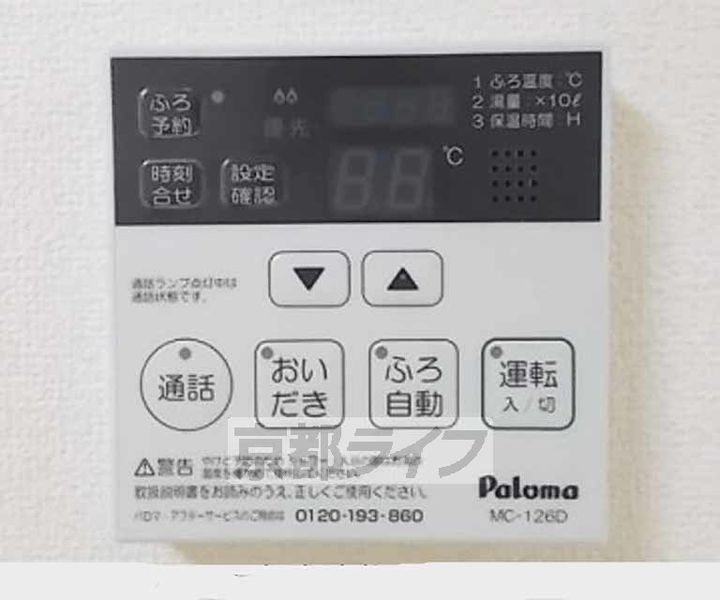 ふろ
予約
優先
1 ふろ温度 ℃
2 湯量 ×10ℓ
3 保温時間 H
時刻
合せ
設定
確認
88
℃
通話ランプ点灯中は
通話状態です。
▼
▲
通話
おい
だき
ふろ
自動
運転
入/切
京都ライフ
⚠警告
取扱説明書をお読みのうえ、正しくご使用ください。
Paloma
パロマ・アフターサービスのご用命は 0120-193-860
MC-126D